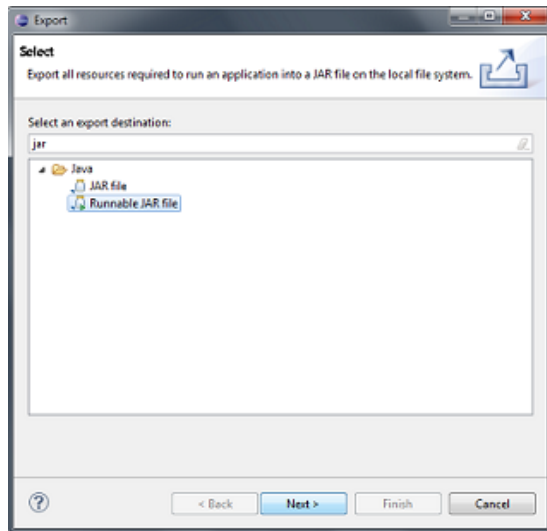 Export
Select
Export all resources required to run an application into a JAR file on the local file system.
Select an export destination:
jar
Java
JAR file
Runnable JAR file
?
< Back Next > Finish Cancel